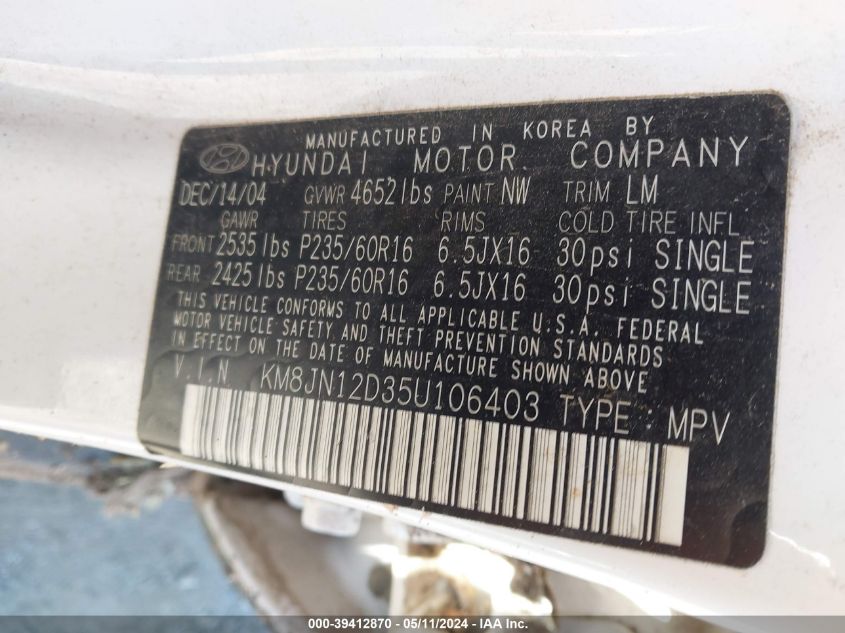 MANUFACTURED IN KOREA BY
HYUNDAI MOTOR COMPANY
DEC/14/04 GVWR 4652lbs PAINT NW TRIM LM
GAWR TIRES RIMS COLD TIRE INFL
FRONT 2535lbs P235/60R16 6.5JX16 30psi SINGLE
REAR 2425lbs P235/60R16 6.5JX16 30psi SINGLE
THIS VEHICLE CONFORMS TO ALL APPLICABLE U.S.A. FEDERAL
MOTOR VEHICLE SAFETY AND THEFT PREVENTION STANDARDS
IN EFFECT ON THE DATE OF MANUFACTURE SHOWN ABOVE
V.I.N KM8JN12D35U106403 TYPE : MPV
000-39412870 - 05/11/2024 - IAA, Inc.